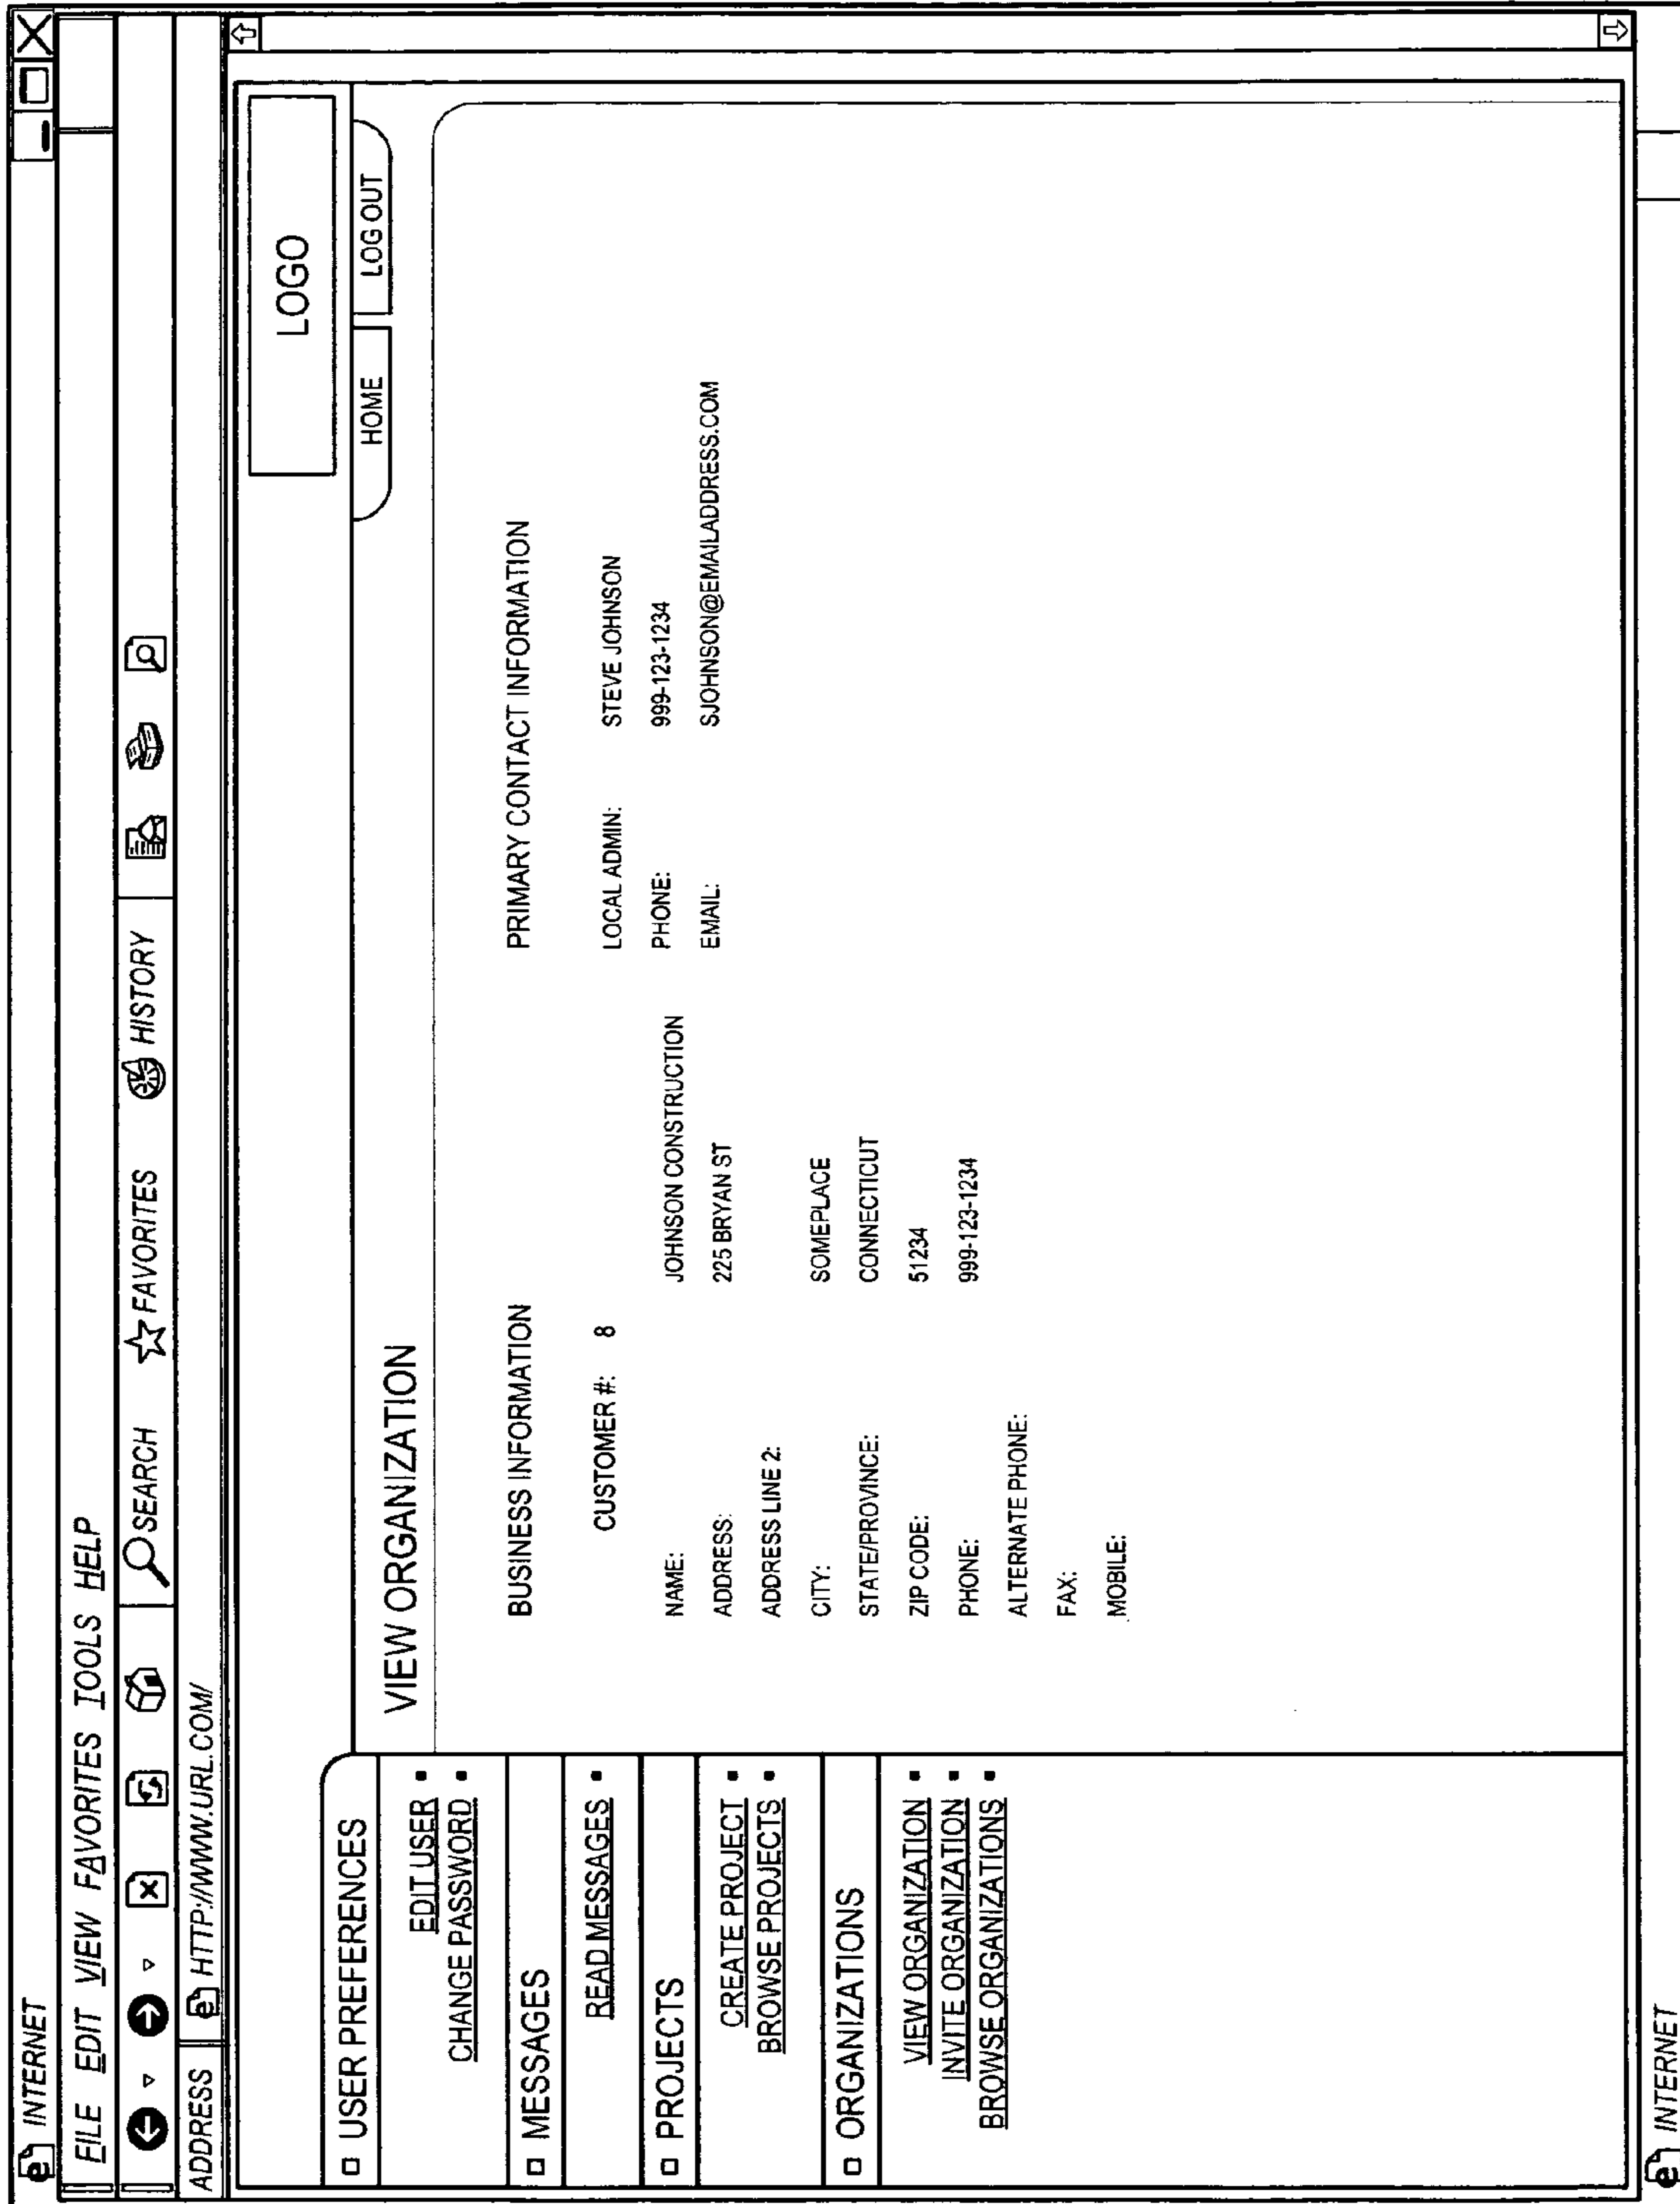 INTERNET
FILE EDIT VIEW FAVORITES TOOLS HELP
SEARCH FAVORITES HISTORY
ADDRESS HTTP://WWW.URL.COM/
LOGO
HOME LOG OUT
USER PREFERENCES
EDIT USER
CHANGE PASSWORD
MESSAGES
READ MESSAGES
PROJECTS
CREATE PROJECT
BROWSE PROJECTS
ORGANIZATIONS
VIEW ORGANIZATION
INVITE ORGANIZATION
BROWSE ORGANIZATIONS
VIEW ORGANIZATION
BUSINESS INFORMATION
CUSTOMER #: 8
NAME: JOHNSON CONSTRUCTION
ADDRESS: 225 BRYAN ST
ADDRESS LINE 2:
CITY: SOMEPLACE
STATE/PROVINCE: CONNECTICUT
ZIP CODE: 51234
PHONE: 999-123-1234
ALTERNATE PHONE:
FAX:
MOBILE:
PRIMARY CONTACT INFORMATION
LOCAL ADMIN: STEVE JOHNSON
PHONE: 999-123-1234
EMAIL: SJOHNSON@EMAILADDRESS.COM
INTERNET